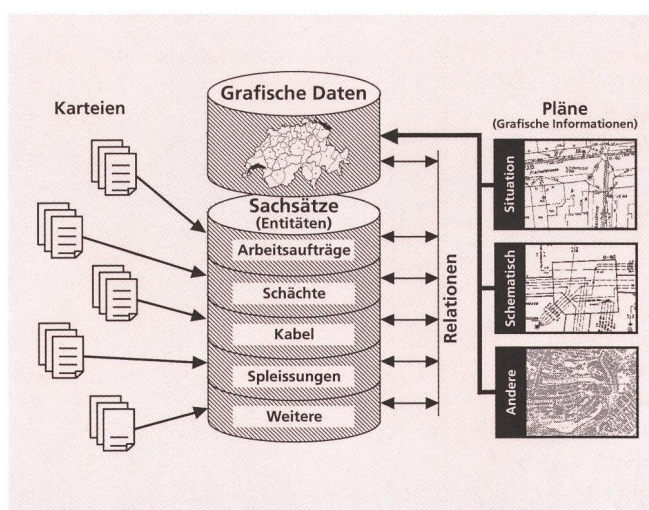 Karteien
Grafische Daten
Sachsätze
(Entitäten)
Arbeitsaufträge
Schächte
Kabel
Spleissungen
Weitere
Relationen
Pläne
(Grafische Informationen)
Situation
Schematisch
Andere